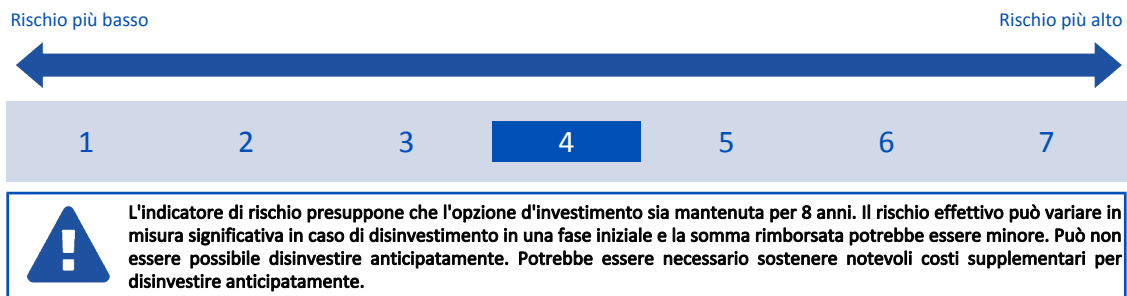 Rischio più basso Rischio più alto
1 2 3 4 5 6 7
L'indicatore di rischio presuppone che l'opzione d'investimento sia mantenuta per 8 anni. Il rischio effettivo può variare in
misura significativa in caso di disinvestimento in una fase iniziale e la somma rimborsata potrebbe essere minore. Può non
essere possibile disinvestire anticipatamente. Potrebbe essere necessario sostenere notevoli costi supplementari per
disinvestire anticipatamente.